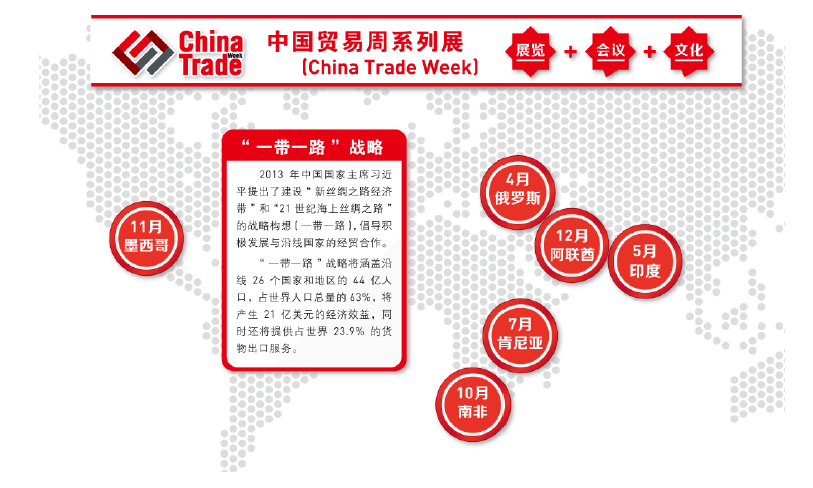 China
Trade
Week
中国贸易周系列展
(China Trade Week)
展览 + 会议 + 文化
“一带一路”战略
2013 年中国国家主席习近
平提出了建设“新丝绸之路经济
带”和“21世纪海上丝绸之路”
的战略构想(一带一路),倡导积
极发展与沿线国家的经贸合作。
“一带一路”战略将涵盖沿
线 26 个国家和地区的 44 亿人
口，占世界人口总量的 63%，将
产生 21 亿美元的经济效益，同
时还将提供占世界 23.9% 的货
物出口服务。
11月
墨西哥
4月
俄罗斯
12月
阿联酋
5月
印度
7月
肯尼亚
10月
南非